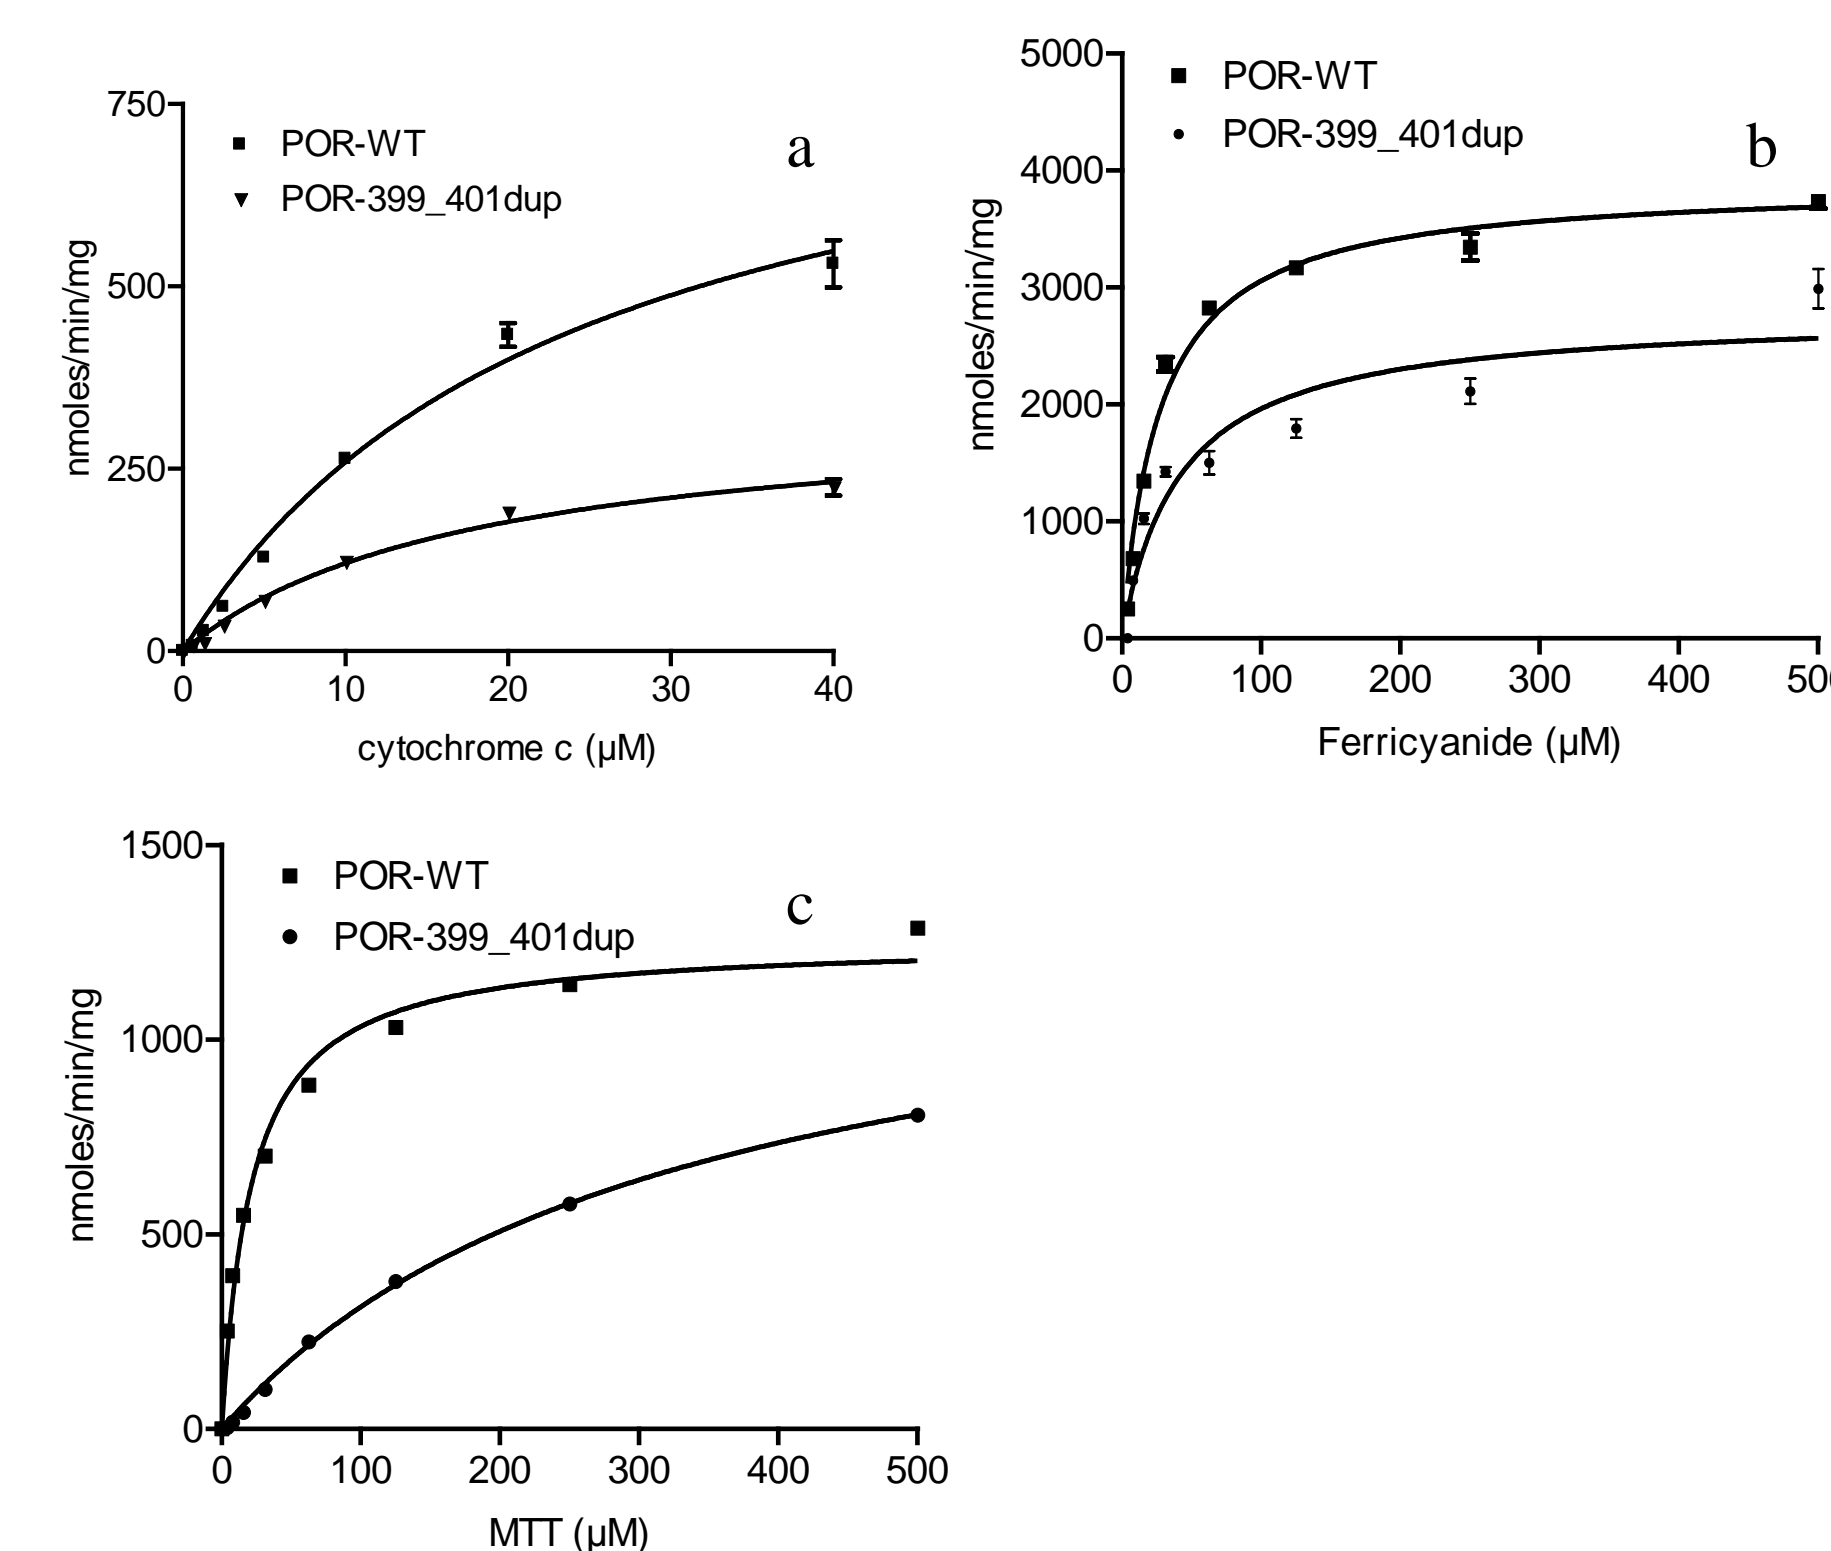 750
POR-WT
a
POR-399_401dup
500
250
0
nmoles/min/mg
0 10 20 30 40
cytochrome c (µM)
5000
POR-WT
POR-399_401dup
b
4000
3000
2000
1000
0
nmoles/min/mg
0 100 200 300 400 50
Ferricyanide (µM)
1500
POR-WT
c
POR-399_401dup
1000
500
0
nmoles/min/mg
0 100 200 300 400 500
MTT (µM)